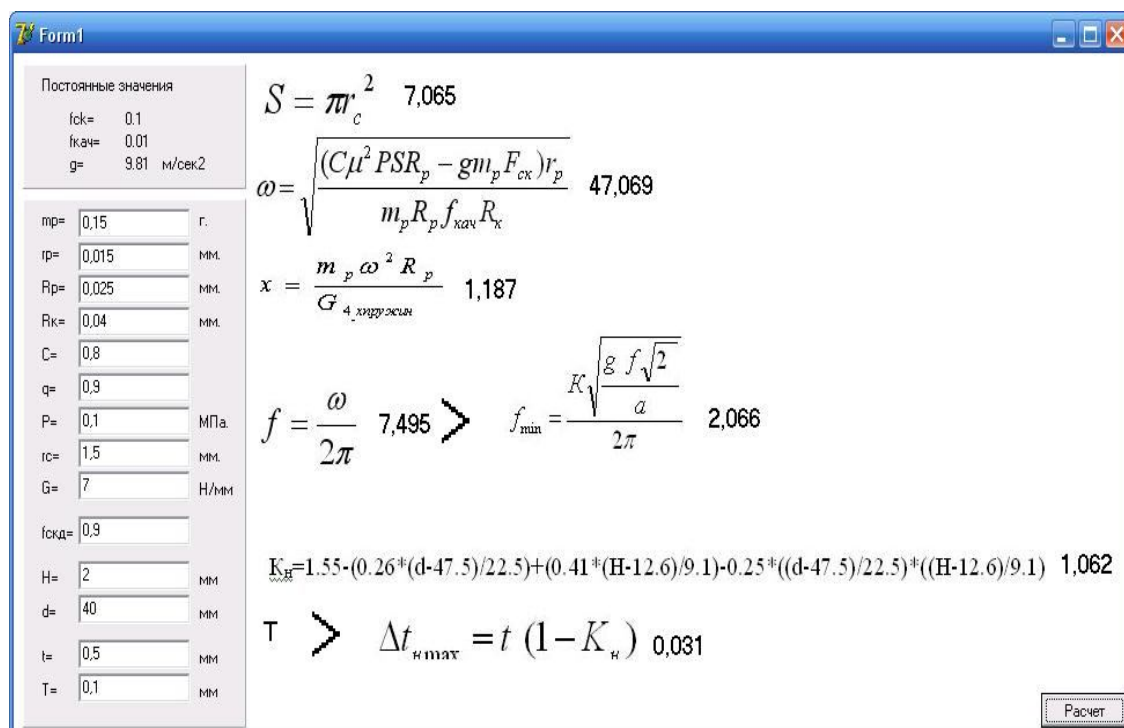 Form1
Постоянные значения
fck= 0.1
fкач= 0.01
g= 9.81 м/сек2
mp= 0,15 г.
rp= 0,015 мм.
Rp= 0,025 мм.
Rк= 0,04 мм.
C= 0,8
q= 0,9
P= 0,1 МПа.
rc= 1,5 мм.
G= 7 Н/мм
fскд= 0,9
H= 2 мм
d= 40 мм
t= 0,5 мм
T= 0,1 мм
S = πr_c² 7,065
ω = √((Cμ²PSR_p − gm_pF_ск)r_p / m_pR_pf_качR_к) 47,069
x = m_pω²R_p / G_4_хпружин 1,187
f = ω / 2π 7,495 > f_min = K√(g f√2 / a) / 2π 2,066
K_н=1.55-(0.26*(d-47.5)/22.5)+(0.41*(H-12.6)/9.1)-0.25*((d-47.5)/22.5)*((H-12.6)/9.1) 1,062
T > Δt_нmax = t (1 − K_н) 0,031
Расчет